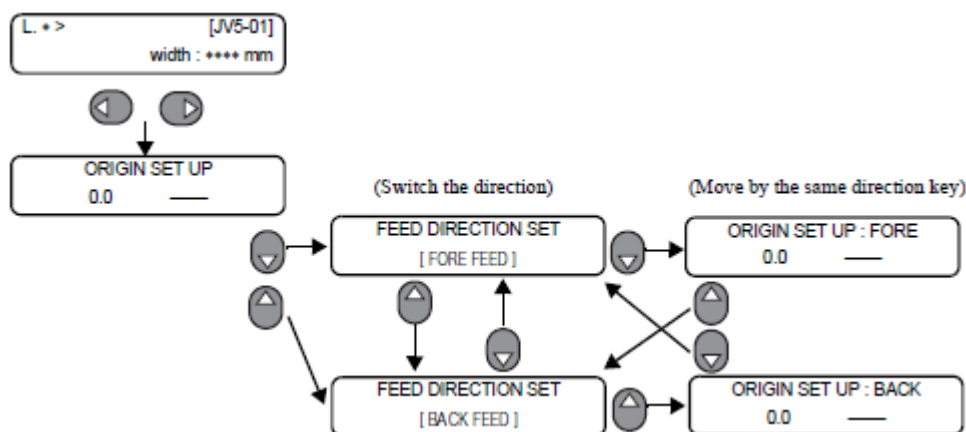 L. * > [JV5-01]
width : **** mm
ORIGIN SET UP
0.0 ——
(Switch the direction)
(Move by the same direction key)
FEED DIRECTION SET
[ FORE FEED ]
ORIGIN SET UP : FORE
0.0 ——
FEED DIRECTION SET
[ BACK FEED ]
ORIGIN SET UP : BACK
0.0 ——